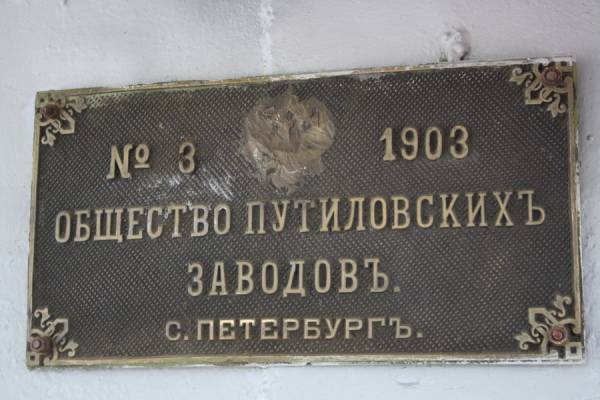 № 3 1903
ОБЩЕСТВО ПУТИЛОВСКИХЪ
ЗАВОДОВЪ.
С. ПЕТЕРБУРГЪ.